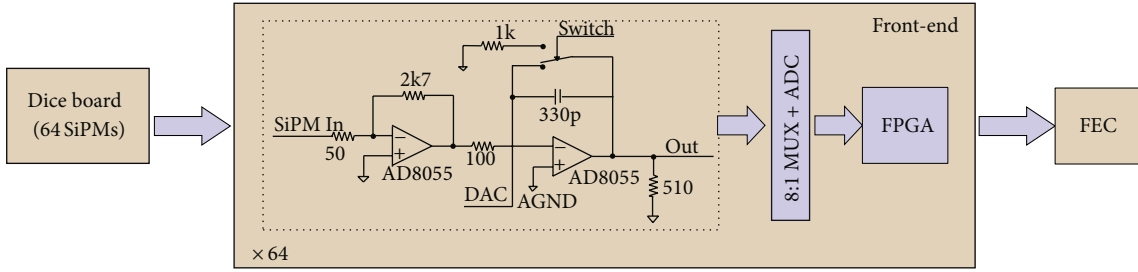 Dice board
(64 SiPMs)
Front-end
1k
Switch
2k7
330p
SiPM In
50
−
+
AD8055
100
−
+
AD8055
DAC
AGND
Out
510
× 64
8:1 MUX + ADC
FPGA
FEC